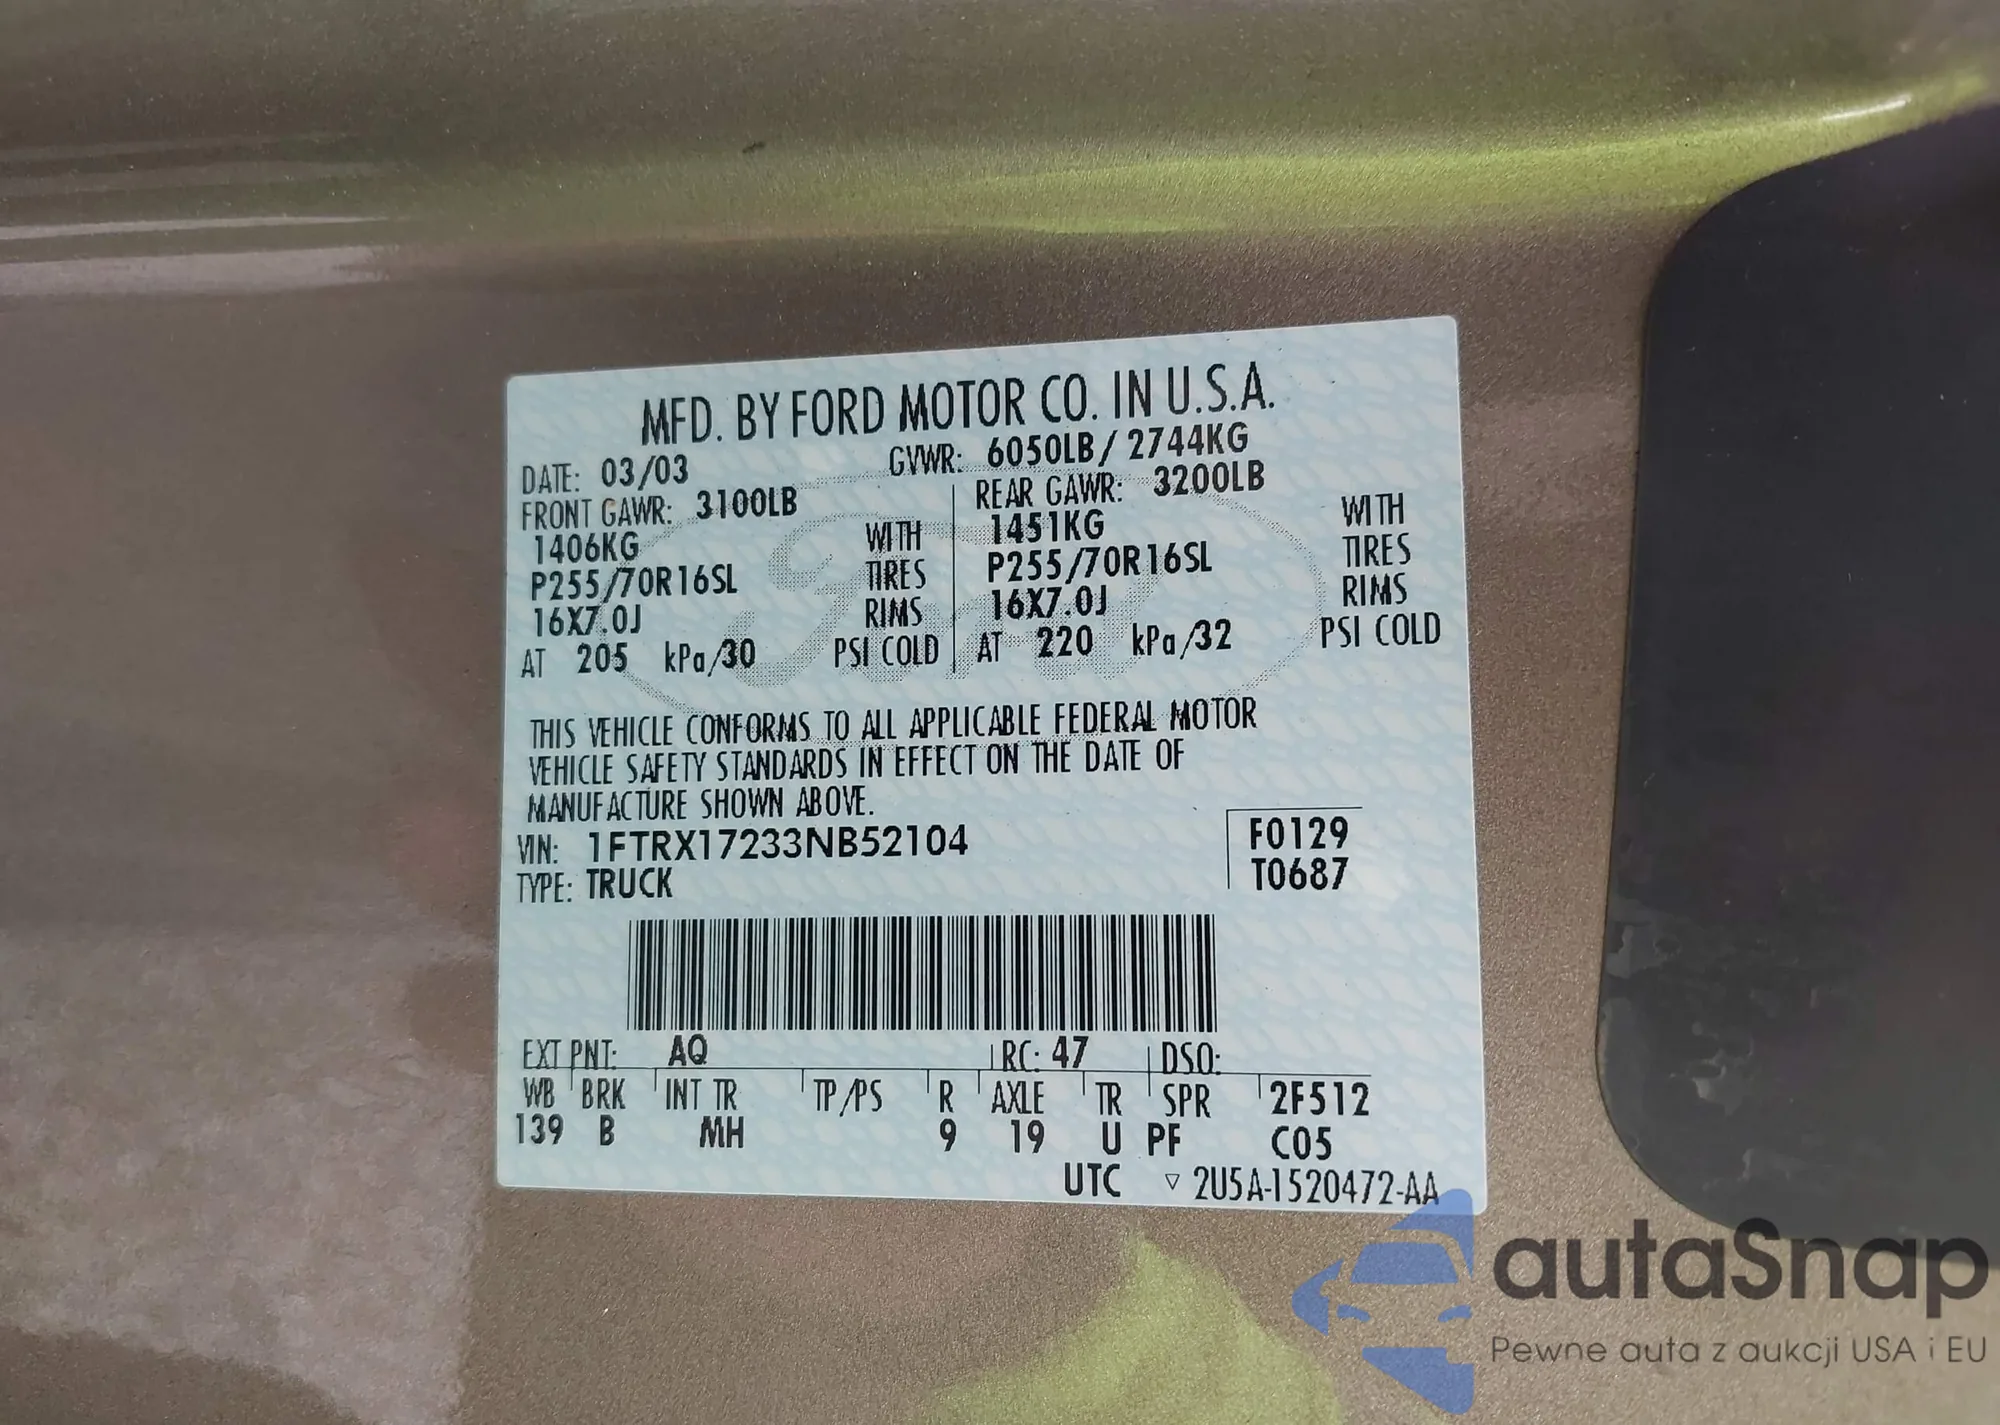 MFD. BY FORD MOTOR CO. IN U.S.A.
DATE: 03/03 GVWR: 6050LB / 2744KG
FRONT GAWR: 3100LB REAR GAWR: 3200LB
1406KG WITH 1451KG WITH
P255/70R16SL TIRES P255/70R16SL TIRES
16X7.0J RIMS 16X7.0J RIMS
AT 205 kPa/30 PSI COLD AT 220 kPa/32 PSI COLD
THIS VEHICLE CONFORMS TO ALL APPLICABLE FEDERAL MOTOR
VEHICLE SAFETY STANDARDS IN EFFECT ON THE DATE OF
MANUFACTURE SHOWN ABOVE.
VIN: 1FTRX17233NB52104 F0129
TYPE: TRUCK T0687
EXT PNT: AQ RC: 47 DSO:
WB BRK INT TR TP/PS R AXLE TR SPR 2F512
139 B MH 9 19 U PF C05
UTC ▽ 2U5A-1520472-AA
autaSnap
Pewne auta z aukcji USA i EU